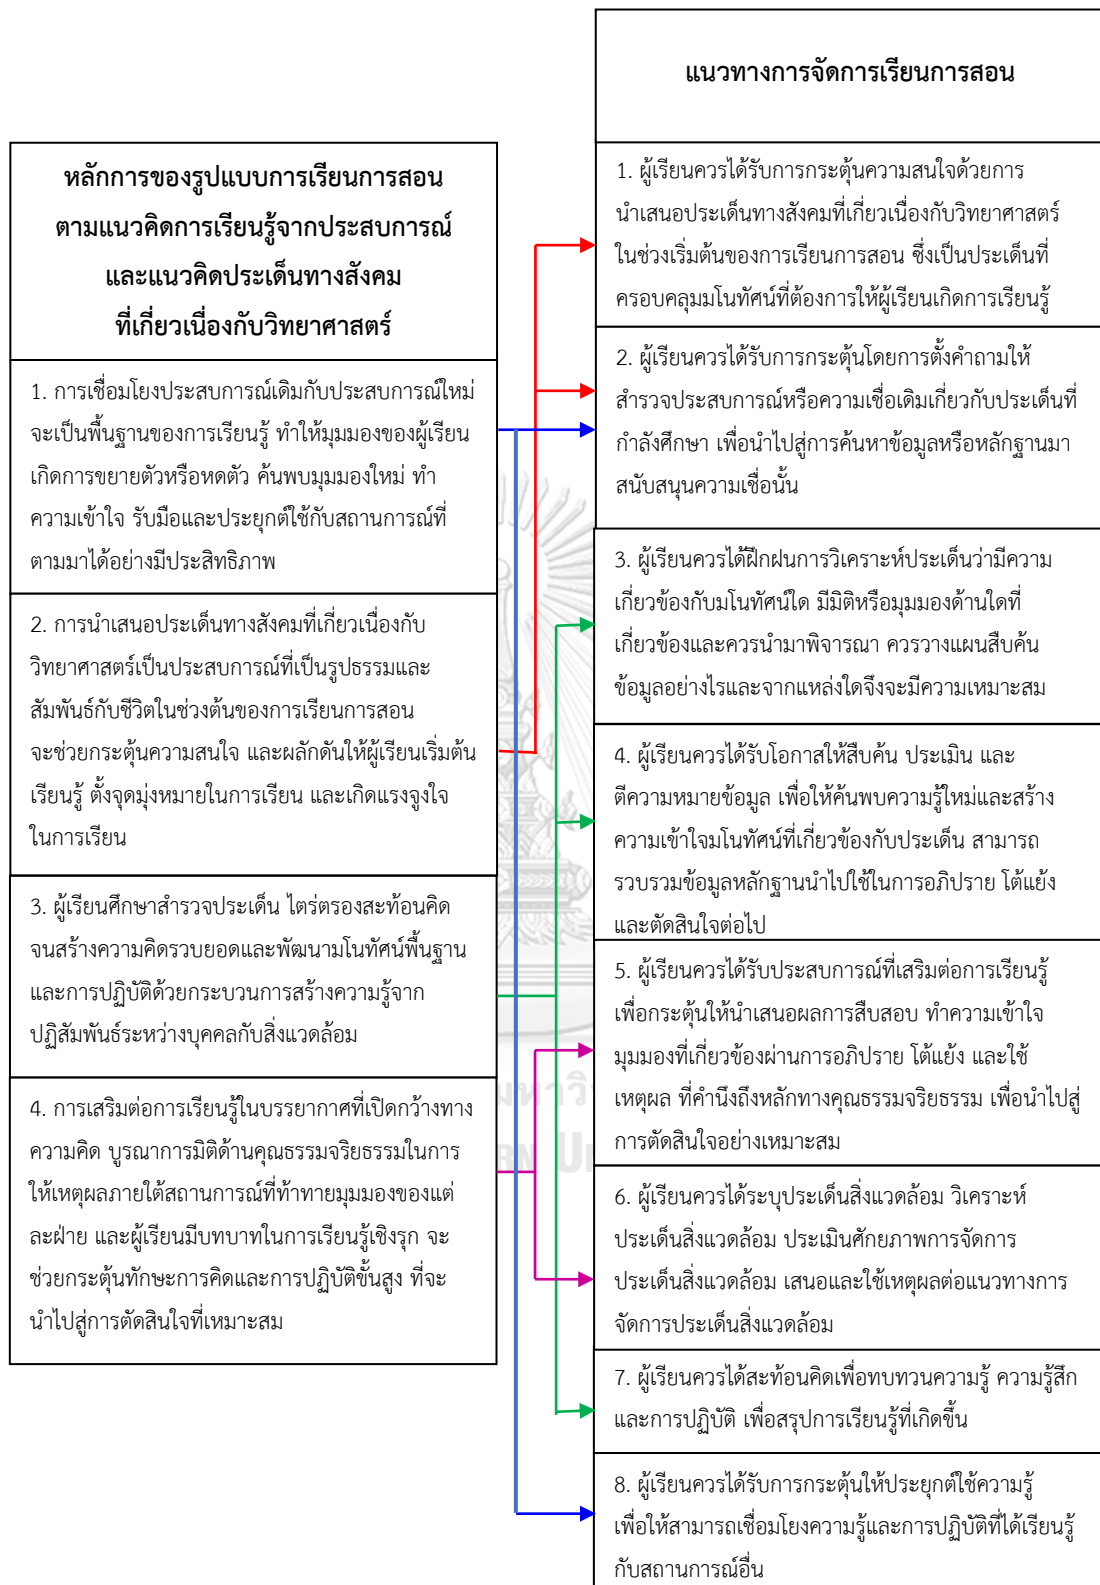 แนวทางการจัดการเรียนการสอน
หลักการของรูปแบบการเรียนการสอน
ตามแนวคิดการเรียนรู้จากประสบการณ์
และแนวคิดประเด็นทางสังคม
ที่เกี่ยวเนื่องกับวิทยาศาสตร์
1. การเชื่อมโยงประสบการณ์เดิมกับประสบการณ์ใหม่
จะเป็นพื้นฐานของการเรียนรู้ ทำให้มุมมองของผู้เรียน
เกิดการขยายตัวหรือหดตัว ค้นพบมุมมองใหม่ ทำ
ความเข้าใจ รับมือและประยุกต์ใช้กับสถานการณ์ที่
ตามมาได้อย่างมีประสิทธิภาพ
2. การนำเสนอประเด็นทางสังคมที่เกี่ยวเนื่องกับ
วิทยาศาสตร์เป็นประสบการณ์ที่เป็นรูปธรรมและ
สัมพันธ์กับชีวิตในช่วงต้นของการเรียนการสอน
จะช่วยกระตุ้นความสนใจ และผลักดันให้ผู้เรียนเริ่มต้น
เรียนรู้ ตั้งจุดมุ่งหมายในการเรียน และเกิดแรงจูงใจ
ในการเรียน
3. ผู้เรียนศึกษาสำรวจประเด็น ไตร่ตรองสะท้อนคิด
จนสร้างความคิดรวบยอดและพัฒนามโนทัศน์พื้นฐาน
และการปฏิบัติด้วยกระบวนการสร้างความรู้จาก
ปฏิสัมพันธ์ระหว่างบุคคลกับสิ่งแวดล้อม
4. การเสริมต่อการเรียนรู้ในบรรยากาศที่เปิดกว้างทาง
ความคิด บูรณาการมิติด้านคุณธรรมจริยธรรมในการ
ให้เหตุผลภายใต้สถานการณ์ที่ท้าทายมุมมองของแต่
ละฝ่าย และผู้เรียนมีบทบาทในการเรียนรู้เชิงรุก จะ
ช่วยกระตุ้นทักษะการคิดและการปฏิบัติขั้นสูง ที่จะ
นำไปสู่การตัดสินใจที่เหมาะสม
1. ผู้เรียนควรได้รับการกระตุ้นความสนใจด้วยการ
นำเสนอประเด็นทางสังคมที่เกี่ยวเนื่องกับวิทยาศาสตร์
ในช่วงเริ่มต้นของการเรียนการสอน ซึ่งเป็นประเด็นที่
ครอบคลุมมโนทัศน์ที่ต้องการให้ผู้เรียนเกิดการเรียนรู้
2. ผู้เรียนควรได้รับการกระตุ้นโดยการตั้งคำถามให้
สำรวจประสบการณ์หรือความเชื่อเดิมเกี่ยวกับประเด็นที่
กำลังศึกษา เพื่อนำไปสู่การค้นหาข้อมูลหรือหลักฐานมา
สนับสนุนความเชื่อนั้น
3. ผู้เรียนควรได้ฝึกฝนการวิเคราะห์ประเด็นว่ามีความ
เกี่ยวข้องกับมโนทัศน์ใด มีมิติหรือมุมมองด้านใดที่
เกี่ยวข้องและควรนำมาพิจารณา ควรวางแผนสืบค้น
ข้อมูลอย่างไรและจากแหล่งใดจึงจะมีความเหมาะสม
4. ผู้เรียนควรได้รับโอกาสให้สืบค้น ประเมิน และ
ตีความหมายข้อมูล เพื่อให้ค้นพบความรู้ใหม่และสร้าง
ความเข้าใจมโนทัศน์ที่เกี่ยวข้องกับประเด็น สามารถ
รวบรวมข้อมูลหลักฐานนำไปใช้ในการอภิปราย โต้แย้ง
และตัดสินใจต่อไป
5. ผู้เรียนควรได้รับประสบการณ์ที่เสริมต่อการเรียนรู้
เพื่อกระตุ้นให้นำเสนอผลการสืบสอบ ทำความเข้าใจ
มุมมองที่เกี่ยวข้องผ่านการอภิปราย โต้แย้ง และใช้
เหตุผล ที่คำนึงถึงหลักทางคุณธรรมจริยธรรม เพื่อนำไปสู่
การตัดสินใจอย่างเหมาะสม
6. ผู้เรียนควรได้ระบุประเด็นสิ่งแวดล้อม วิเคราะห์
ประเด็นสิ่งแวดล้อม ประเมินศักยภาพการจัดการ
ประเด็นสิ่งแวดล้อม เสนอและใช้เหตุผลต่อแนวทางการ
จัดการประเด็นสิ่งแวดล้อม
7. ผู้เรียนควรได้สะท้อนคิดเพื่อทบทวนความรู้ ความรู้สึก
และการปฏิบัติ เพื่อสรุปการเรียนรู้ที่เกิดขึ้น
8. ผู้เรียนควรได้รับการกระตุ้นให้ประยุกต์ใช้ความรู้
เพื่อให้สามารถเชื่อมโยงความรู้และการปฏิบัติที่ได้เรียนรู้
กับสถานการณ์อื่น